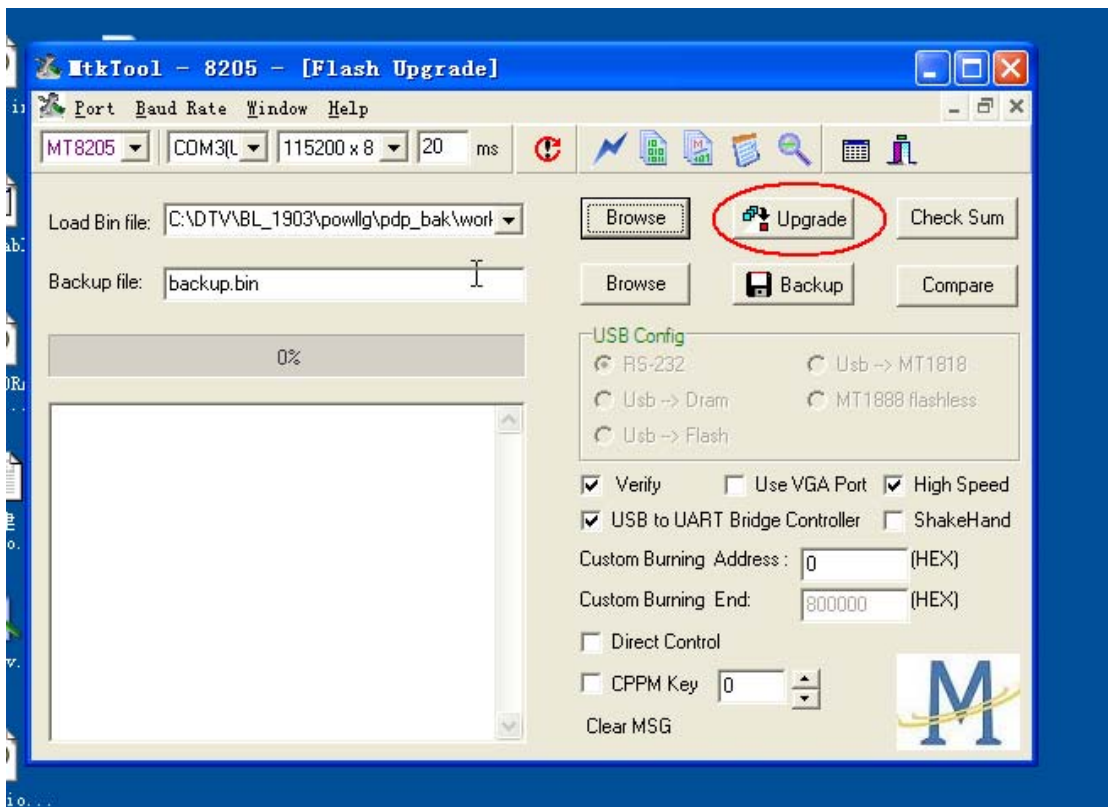 MtkTool - 8205 - [Flash Upgrade]
Port Baud Rate Window Help
MT8205 COM3(L 115200 x 8 20 ms
Load Bin file: C:\DTV\BL_1903\powllg\pdp_bak\work Browse Upgrade Check Sum
Backup file: backup.bin Browse Backup Compare
0%
USB Config
RS-232 Usb --> MT1818
Usb --> Dram MT1888 flashless
Usb --> Flash
Verify Use VGA Port High Speed
USB to UART Bridge Controller ShakeHand
Custom Burning Address : 0 (HEX)
Custom Burning End: 800000 (HEX)
Direct Control
CPPM Key 0
Clear MSG
M